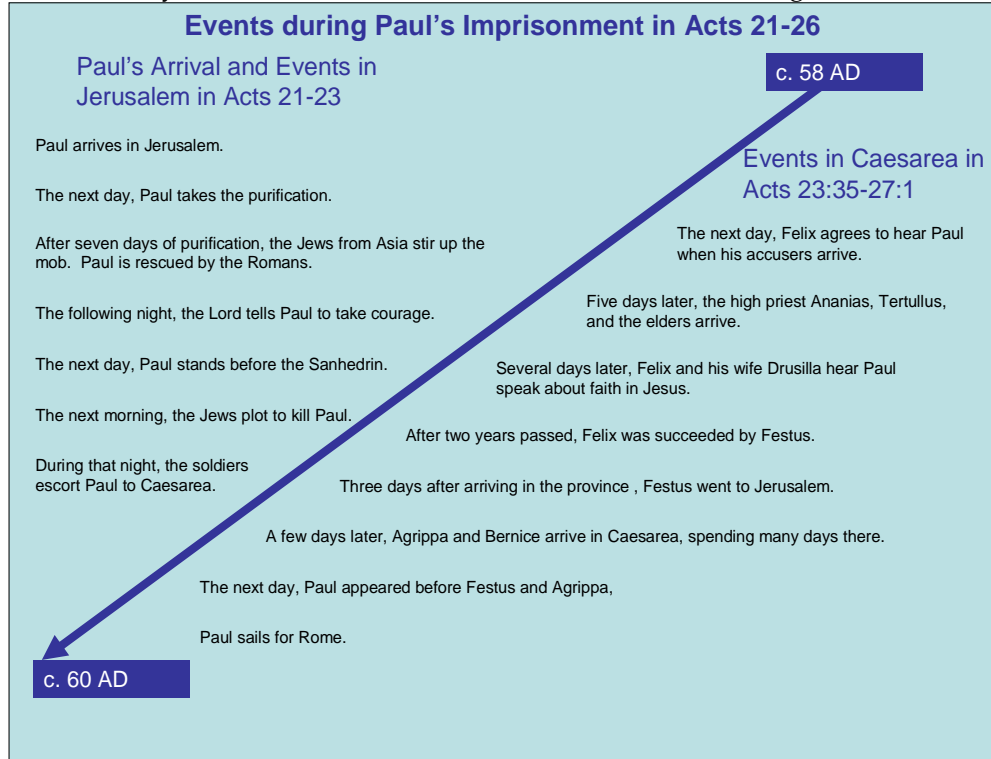 Events during Paul's Imprisonment in Acts 21-26
Paul's Arrival and Events in
Jerusalem in Acts 21-23
c. 58 AD
Paul arrives in Jerusalem.
The next day, Paul takes the purification.
After seven days of purification, the Jews from Asia stir up the
mob.  Paul is rescued by the Romans.
The following night, the Lord tells Paul to take courage.
The next day, Paul stands before the Sanhedrin.
The next morning, the Jews plot to kill Paul.
During that night, the soldiers
escort Paul to Caesarea.
Events in Caesarea in
Acts 23:35-27:1
The next day, Felix agrees to hear Paul
when his accusers arrive.
Five days later, the high priest Ananias, Tertullus,
and the elders arrive.
Several days later, Felix and his wife Drusilla hear Paul
speak about faith in Jesus.
After two years passed, Felix was succeeded by Festus.
Three days after arriving in the province , Festus went to Jerusalem.
A few days later, Agrippa and Bernice arrive in Caesarea, spending many days there.
The next day, Paul appeared before Festus and Agrippa,
Paul sails for Rome.
c. 60 AD